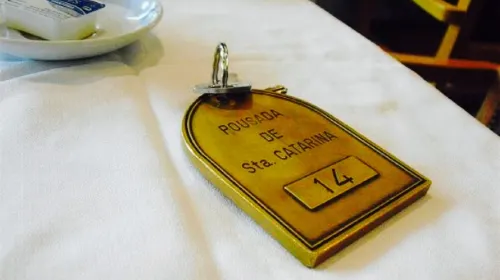 POUSADA
DE
Sta. CATARINA
14